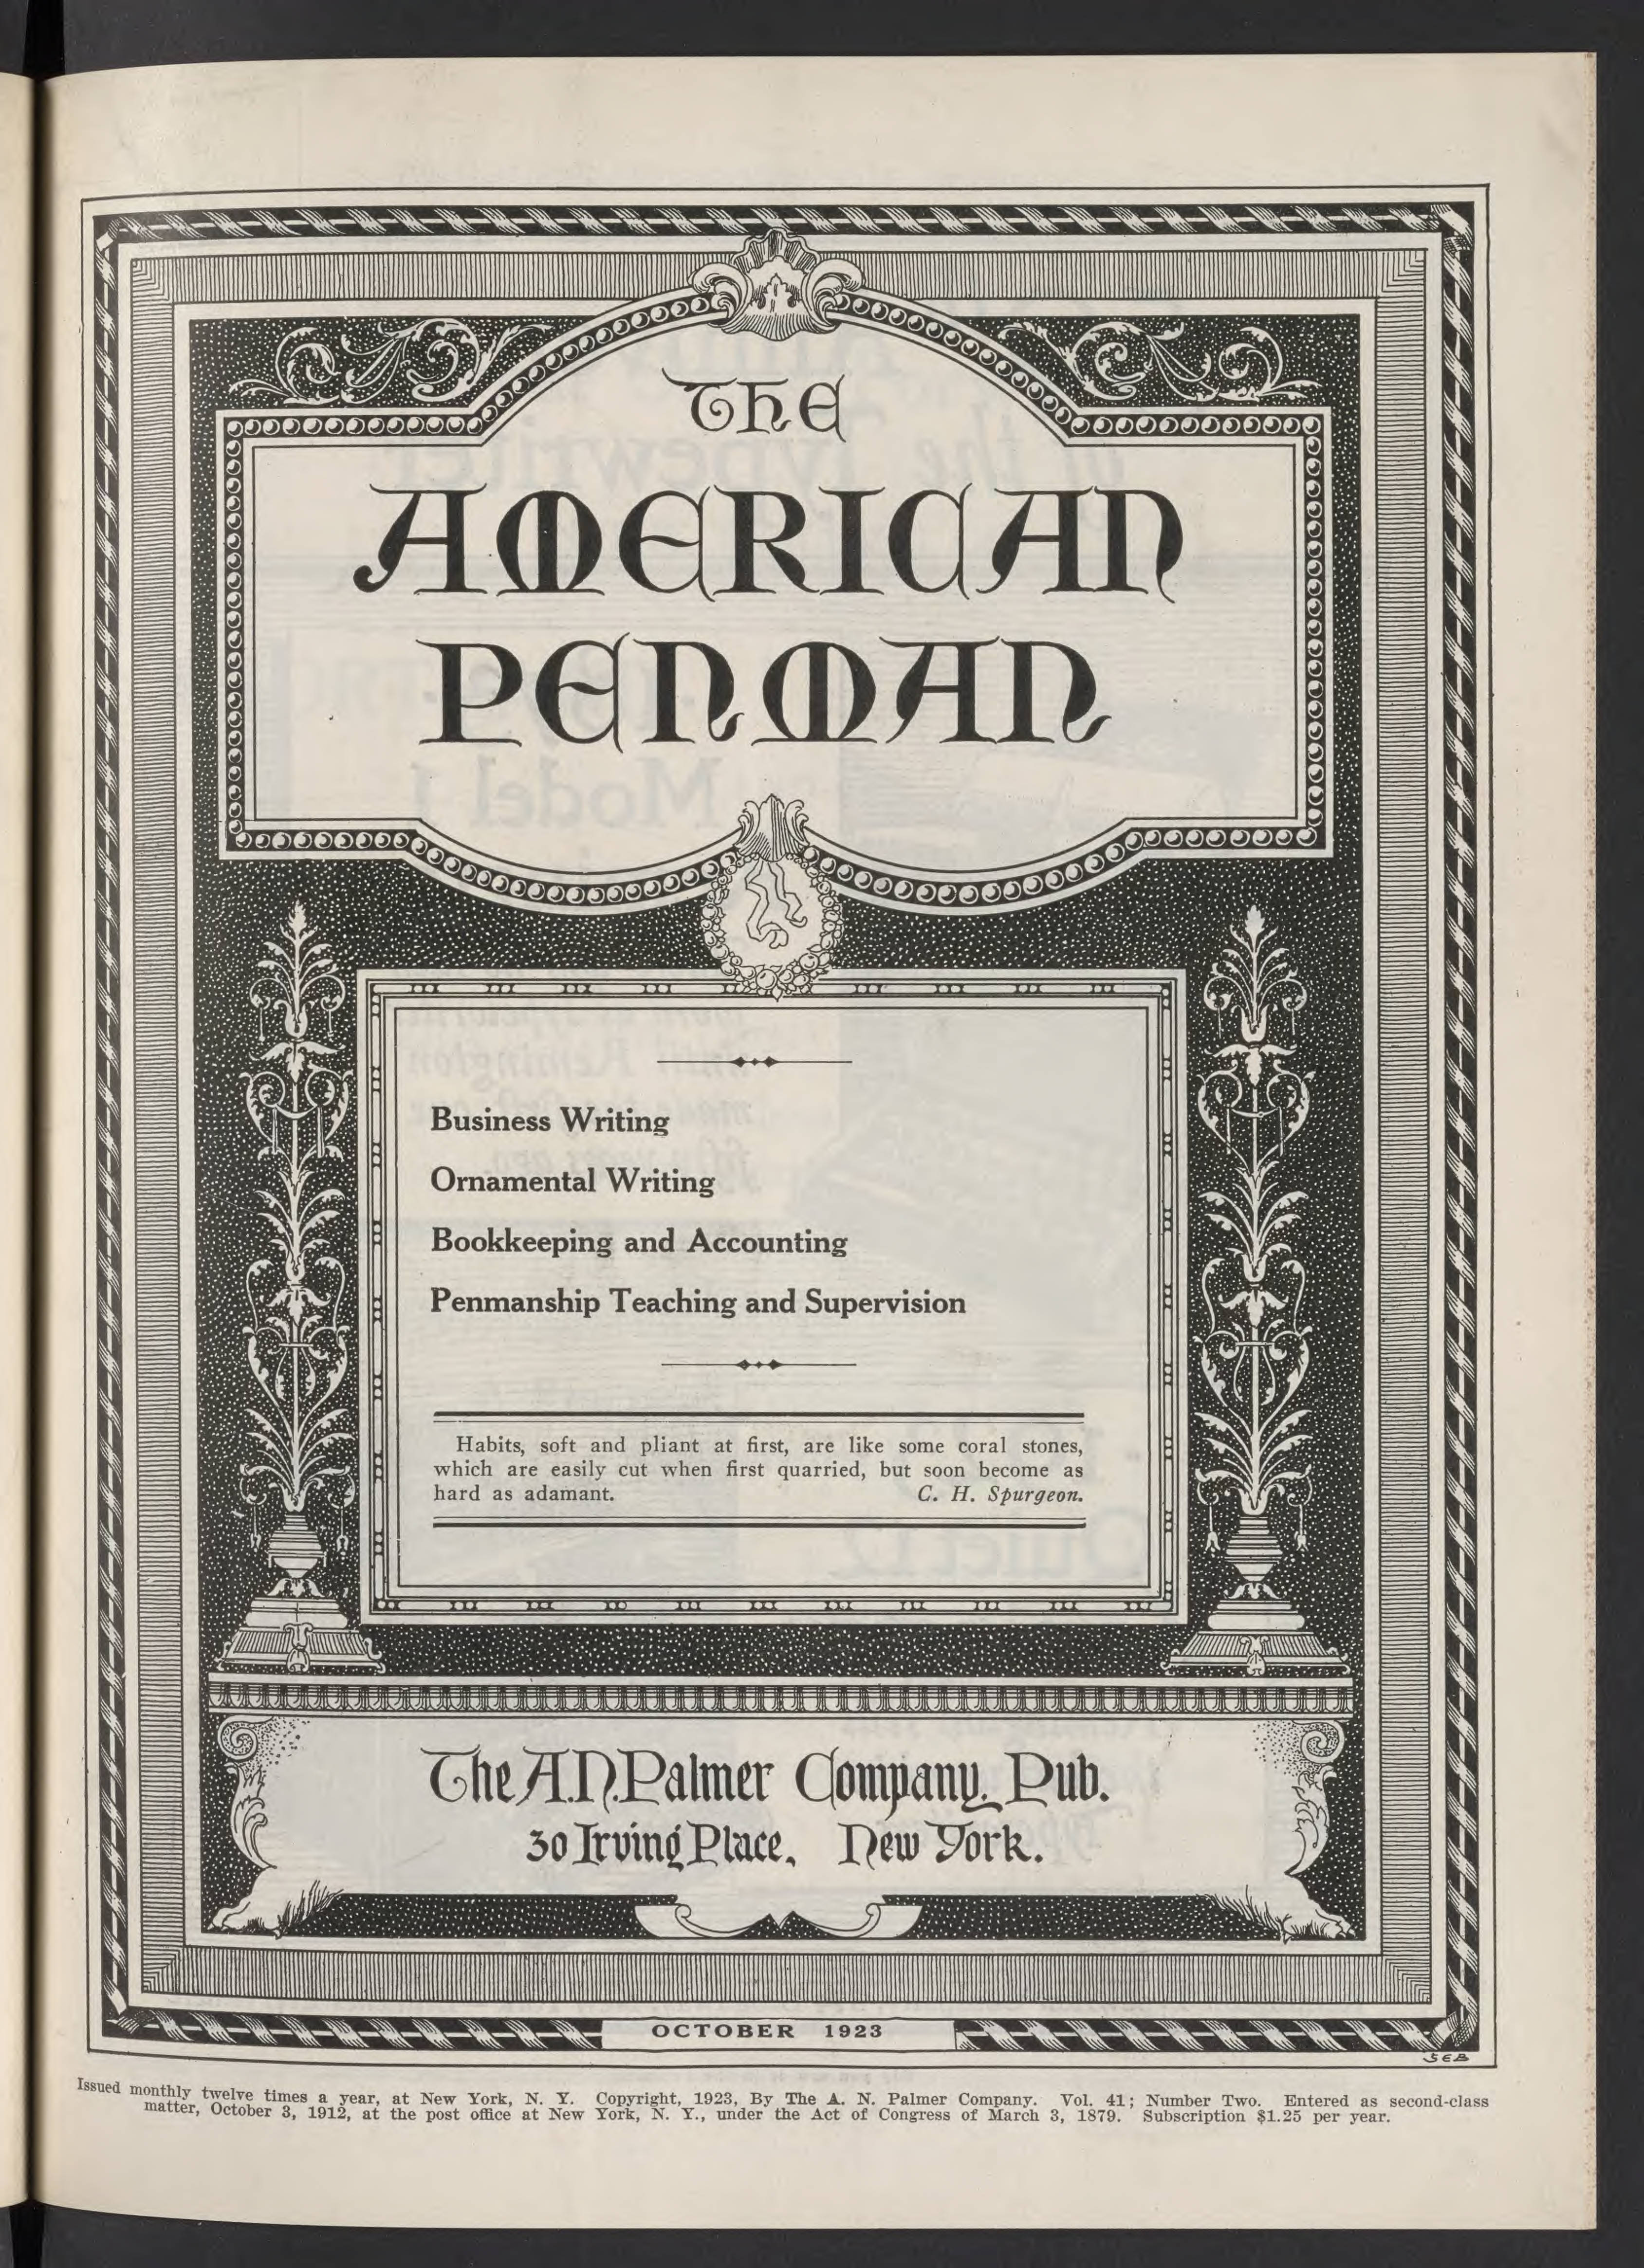 THE
AMERICAN
PENMAN
Business Writing
Ornamental Writing
Bookkeeping and Accounting
Penmanship Teaching and Supervision
Habits, soft and pliant at first, are like some coral stones,
which are easily cut when first quarried, but soon become as
hard as adamant. C. H. Spurgeon.
The A.N. Palmer Company. Pub.
30 Irving Place, New York.
OCTOBER 1923
SEB
Issued monthly twelve times a year, at New York, N. Y. Copyright, 1923, By The A. N. Palmer Company. Vol. 41; Number Two. Entered as second-class
matter, October 3, 1912, at the post office at New York, N. Y., under the Act of Congress of March 3, 1879. Subscription $1.25 per year.